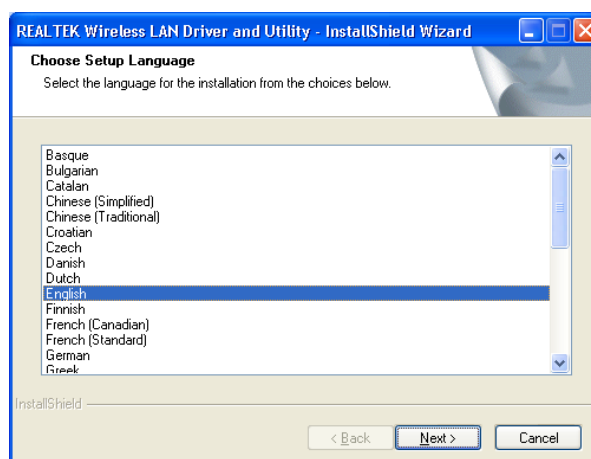 REALTEK Wireless LAN Driver and Utility - InstallShield Wizard
Choose Setup Language
Select the language for the installation from the choices below.
Basque
Bulgarian
Catalan
Chinese (Simplified)
Chinese (Traditional)
Croatian
Czech
Danish
Dutch
English
Finnish
French (Canadian)
French (Standard)
German
Greek
InstallShield
< Back
Next >
Cancel